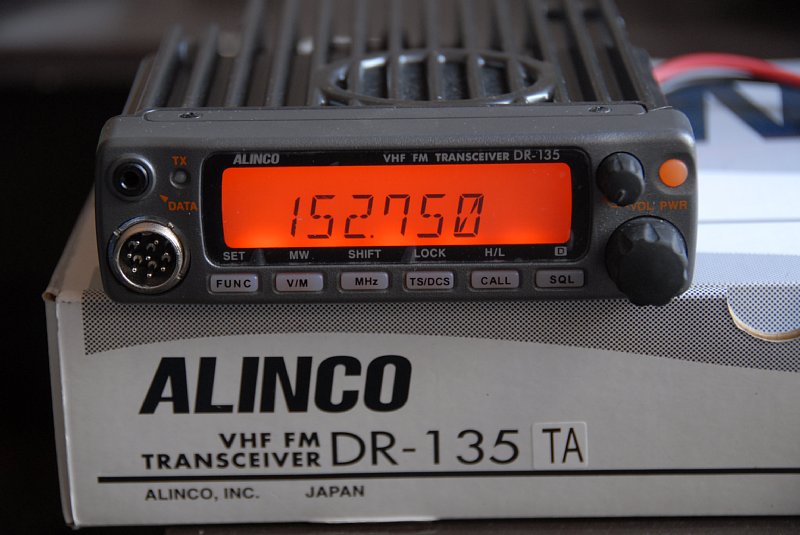 ALINCO VHF FM TRANSCEIVER DR-135
TX
DATA
152.750
VOL PWR
SET MW SHIFT LOCK H/L D
FUNC V/M MHz TS/DCS CALL SQL
ALINCO
VHF FM
TRANSCEIVER DR-135 TA
ALINCO, INC. JAPAN